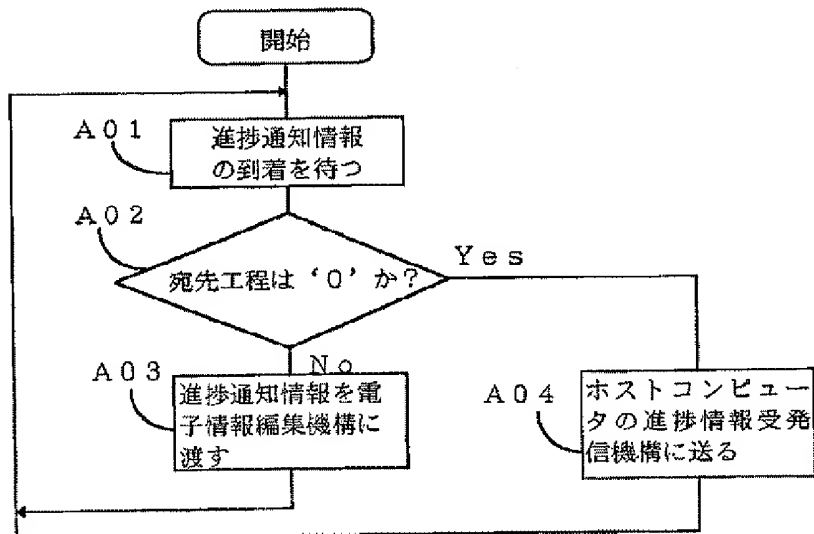 開始
A01
進捗通知情報
の到着を待つ
A02
宛先工程は‘0’か?
Yes
No
A03
進捗通知情報を電
子情報編集機構に
渡す
A04
ホストコンピュー
タの進捗情報受発
信機構に送る